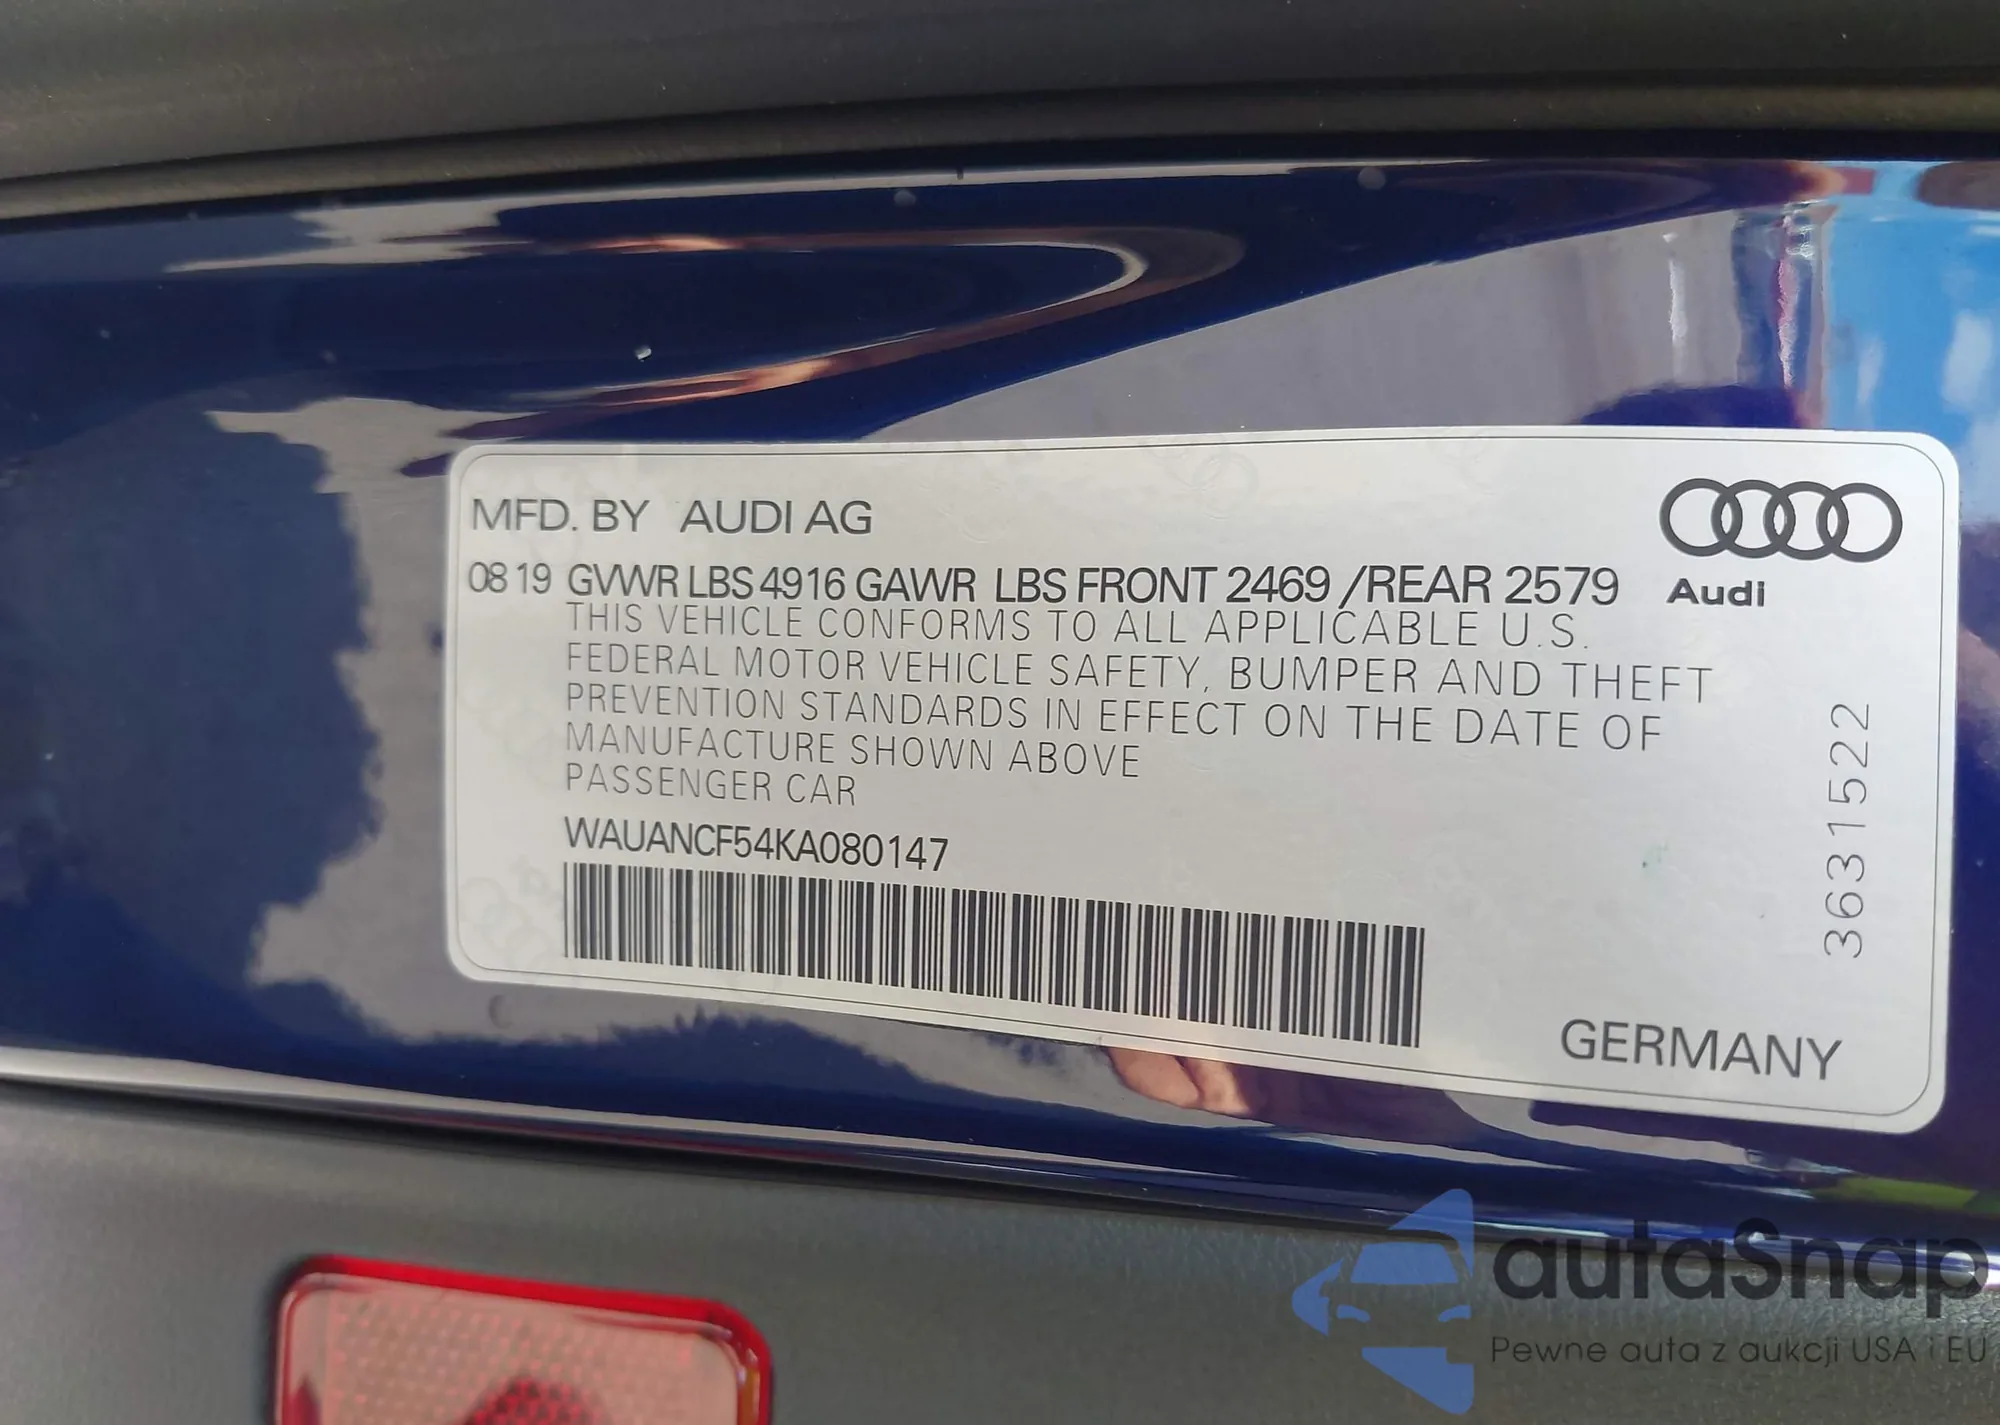 MFD. BY AUDI AG
08 19 GVWR LBS 4916 GAWR LBS FRONT 2469 /REAR 2579
Audi
THIS VEHICLE CONFORMS TO ALL APPLICABLE U.S.
FEDERAL MOTOR VEHICLE SAFETY, BUMPER AND THEFT
PREVENTION STANDARDS IN EFFECT ON THE DATE OF
MANUFACTURE SHOWN ABOVE
PASSENGER CAR
WAUANCF54KA080147
3631522
GERMANY
autaSnap
Pewne auta z aukcji USA i EU